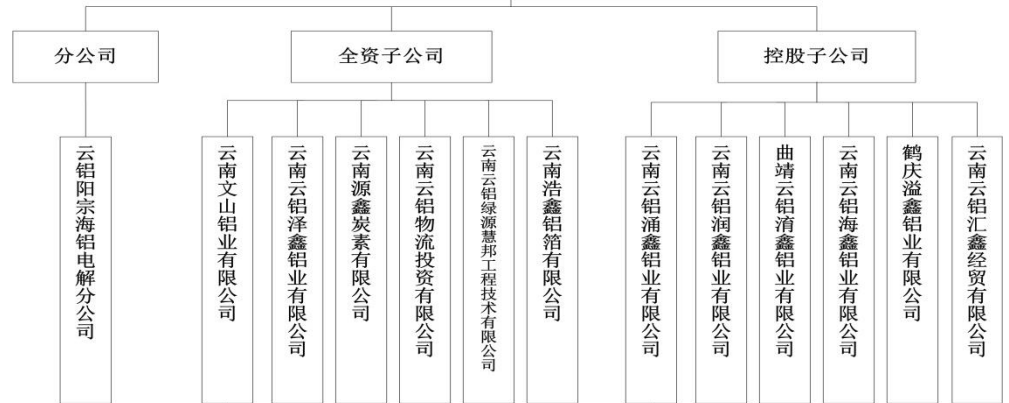 分公司
全资子公司
控股子公司
云铝阳宗海铝电解分公司
云南文山铝业有限公司
云南云铝泽鑫铝业有限公司
云南源鑫炭素有限公司
云南云铝物流投资有限公司
云南云铝绿源慧邦工程技术有限公司
云南浩鑫铝箔有限公司
云南云铝涌鑫铝业有限公司
云南云铝润鑫铝业有限公司
曲靖云铝淯鑫铝业有限公司
云南云铝海鑫铝业有限公司
鹤庆溢鑫铝业有限公司
云南云铝汇鑫经贸有限公司